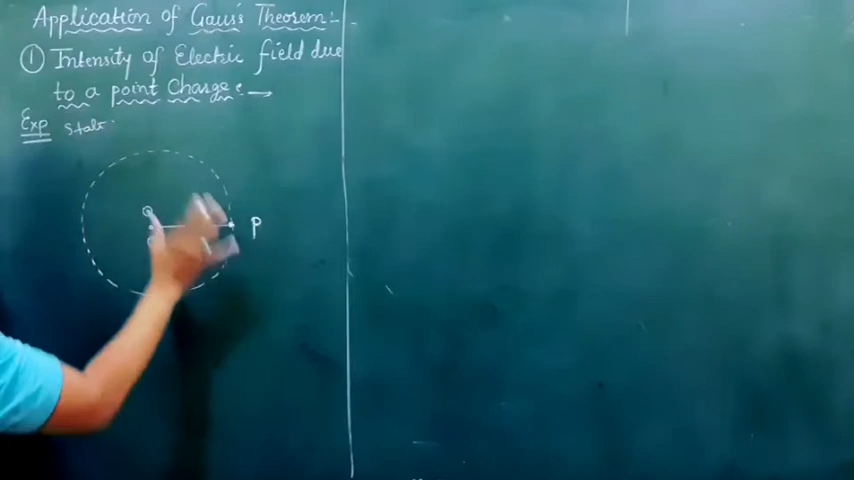 Application of Gauss Theorem:-
① Intensity of Electric field due
to a point Charge :→
Exp
P